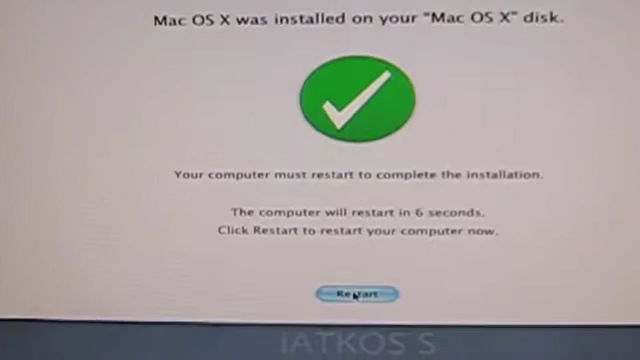 Mac OS X was installed on your "Mac OS X" disk.
Your computer must restart to complete the installation.
The computer will restart in 6 seconds.
Click Restart to restart your computer now.
Restart
iATKOS S